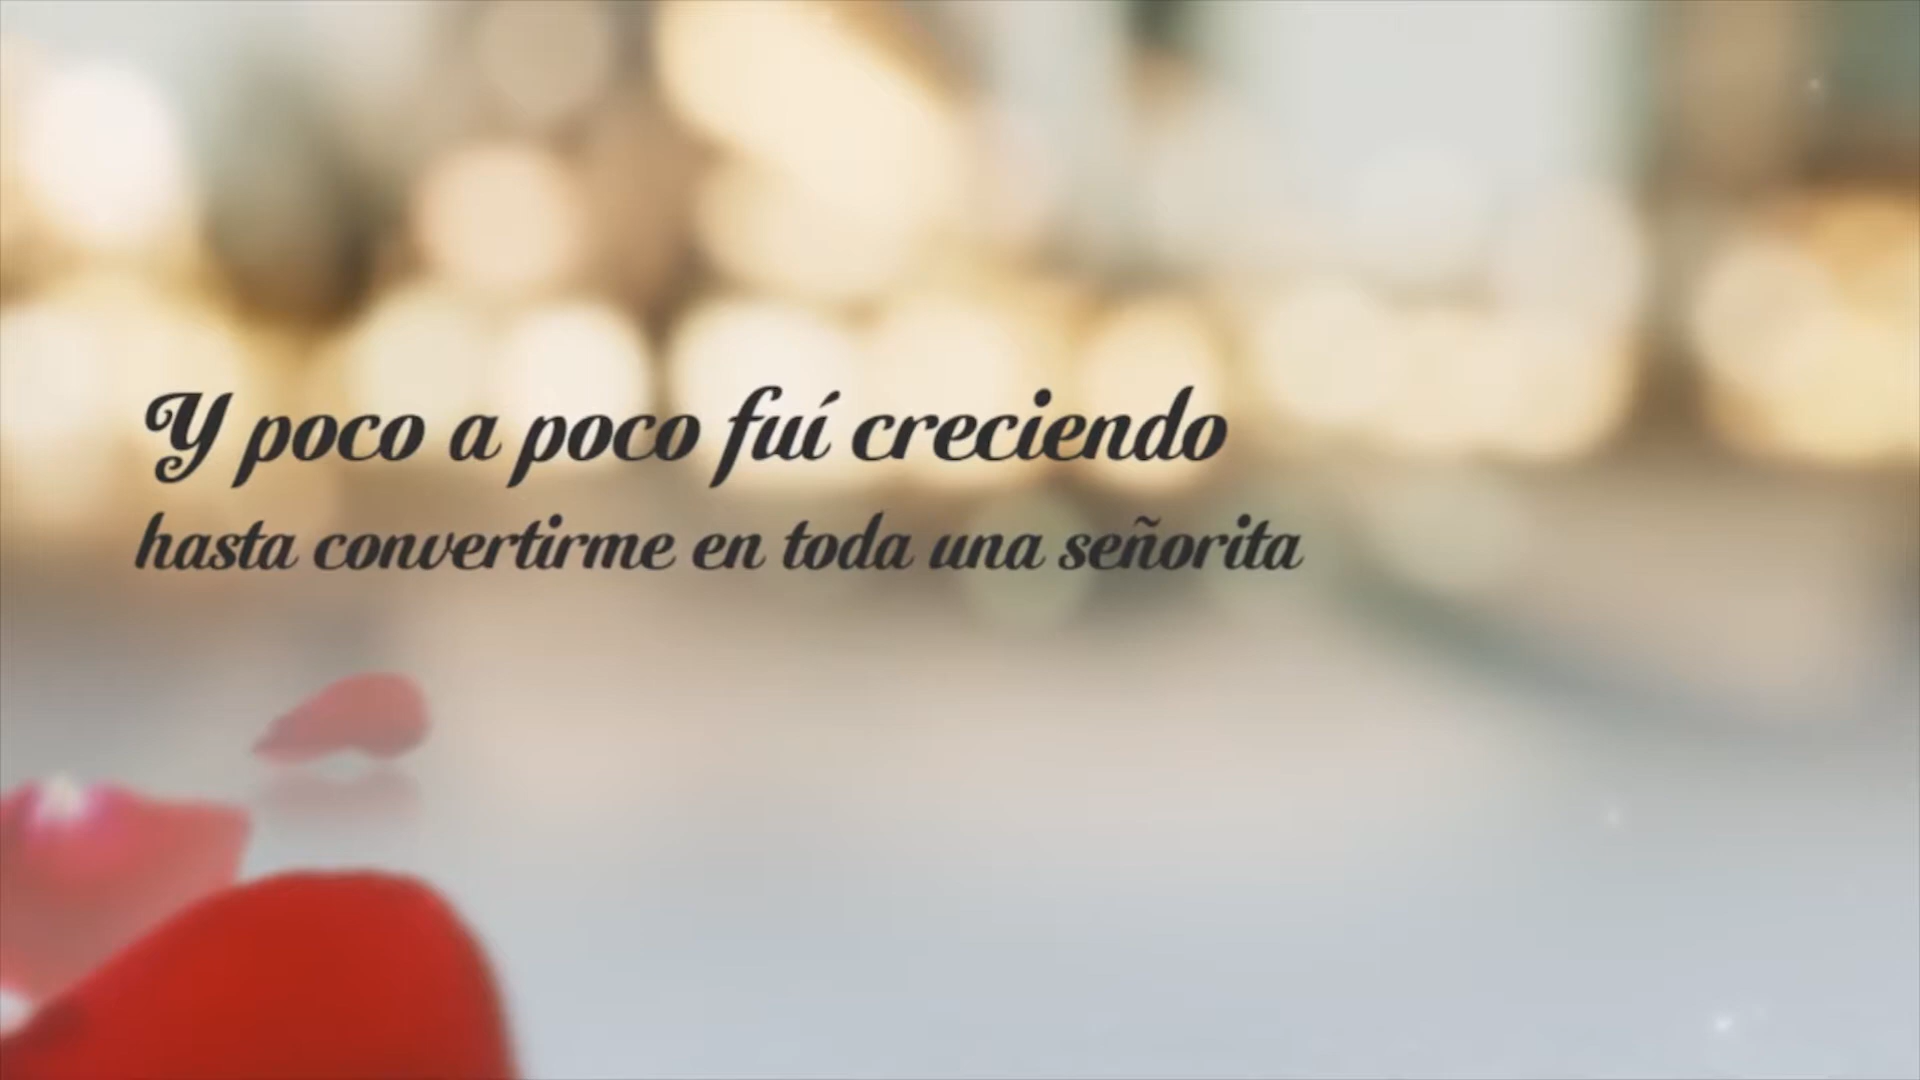 Y poco a poco fuí creciendo
hasta convertirme en toda una señorita